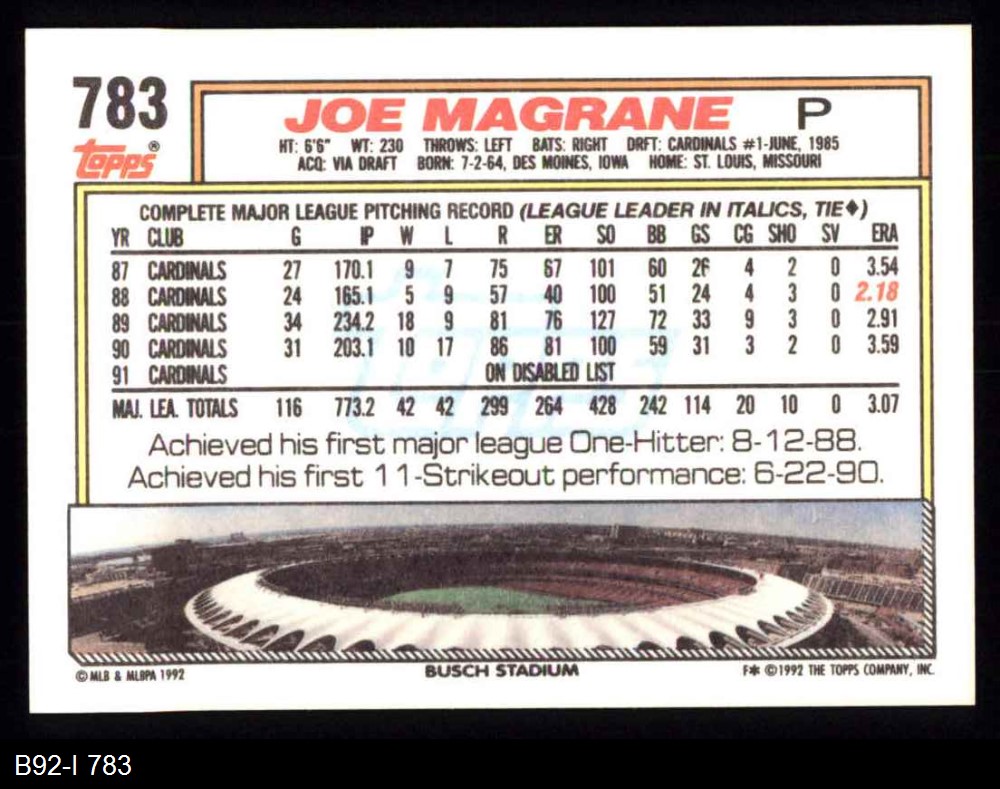 783
TOPPS®
JOE MAGRANE P
HT: 6'6" WT: 230 THROWS: LEFT BATS: RIGHT DRFT: CARDINALS #1-JUNE, 1985
ACQ: VIA DRAFT BORN: 7-2-64, DES MOINES, IOWA HOME: ST. LOUIS, MISSOURI
COMPLETE MAJOR LEAGUE PITCHING RECORD (LEAGUE LEADER IN ITALICS, TIE♦)
YR CLUB G IP W L R ER SO BB GS CG SHO SV ERA
87 CARDINALS 27 170.1 9 7 75 67 101 60 26 4 2 0 3.54
88 CARDINALS 24 165.1 5 9 57 40 100 51 24 4 3 0 2.18
89 CARDINALS 34 234.2 18 9 81 76 127 72 33 9 3 0 2.91
90 CARDINALS 31 203.1 10 17 86 81 100 59 31 3 2 0 3.59
91 CARDINALS ON DISABLED LIST
MAJ. LEA. TOTALS 116 773.2 42 42 299 264 428 242 114 20 10 0 3.07
Achieved his first major league One-Hitter: 8-12-88.
Achieved his first 11-Strikeout performance: 6-22-90.
© MLB & MLBPA 1992 BUSCH STADIUM F* ©1992 THE TOPPS COMPANY, INC.
B92-I 783